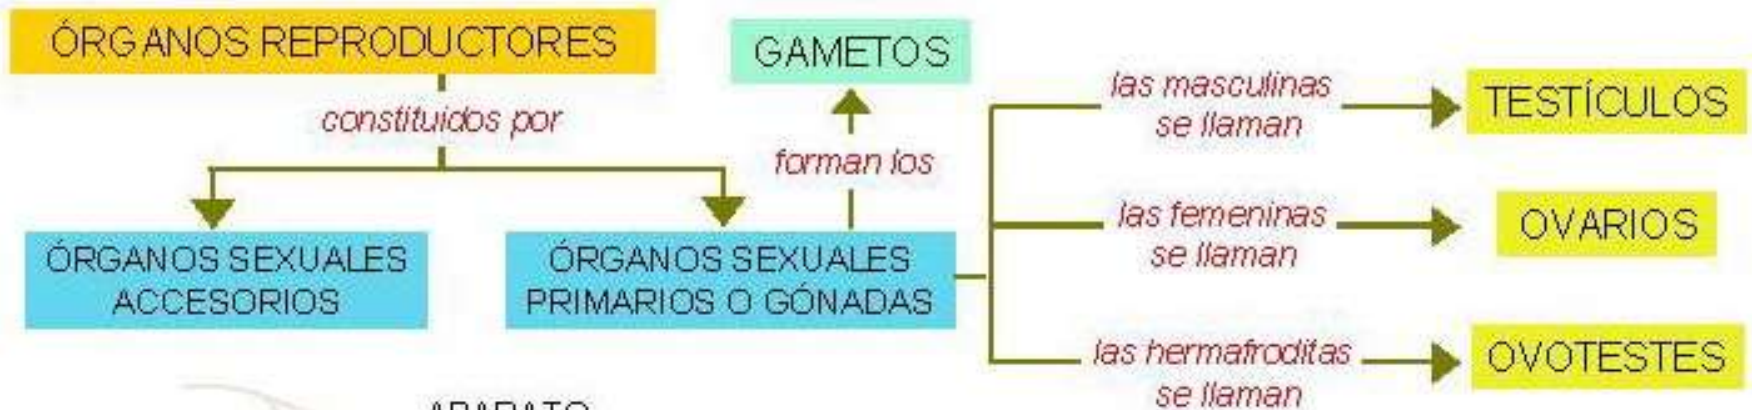 ÓRGANOS REPRODUCTORES
constituidos por
ÓRGANOS SEXUALES
ACCESORIOS
ÓRGANOS SEXUALES
PRIMARIOS O GÓNADAS
forman los
GAMETOS
las masculinas
se llaman
TESTÍCULOS
las femeninas
se llaman
OVARIOS
las hermafroditas
se llaman
OVOTESTES
APARATO